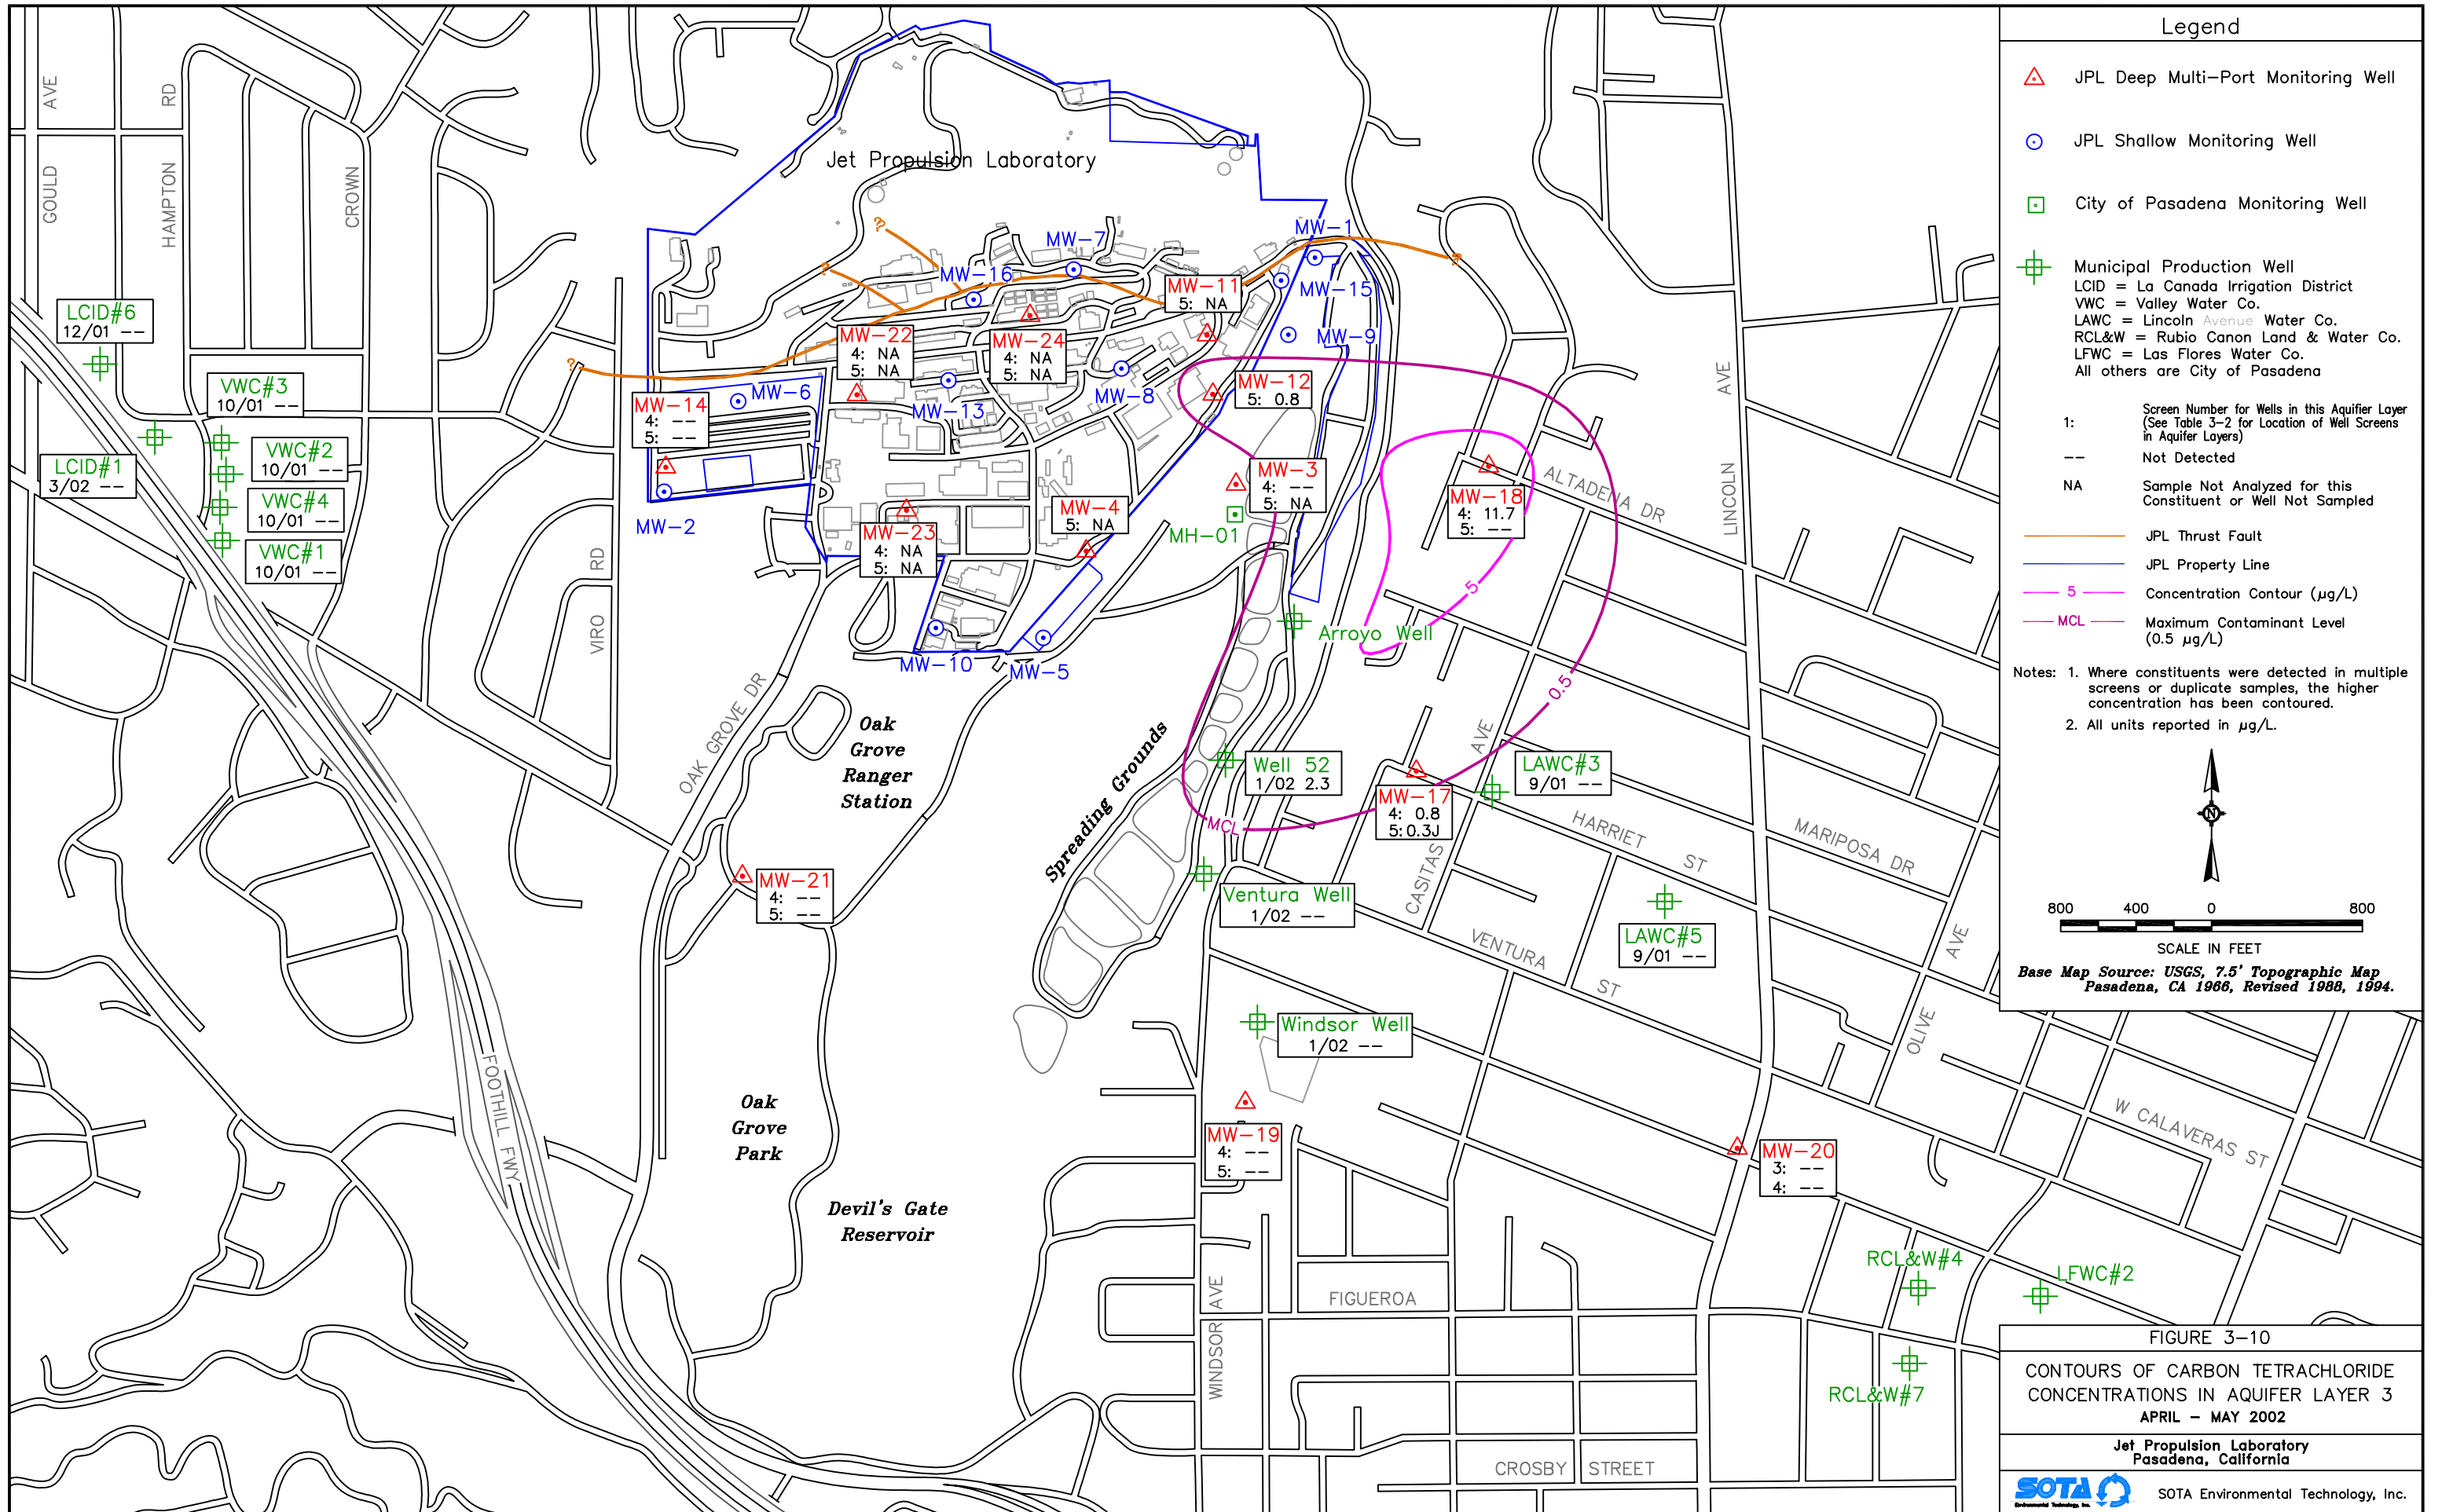 GOULD AVE
HAMPTON RD
CROWN
Jet Propulsion Laboratory
LCID#6
12/01 --
VWC#3
10/01 --
VWC#2
10/01 --
LCID#1
3/02 --
VWC#4
10/01 --
VWC#1
10/01 --
VIRO RD
??
?
?
?
MW-7
MW-1
MW-16
MW-11
5: NA
MW-15
MW-22
4: NA
5: NA
MW-24
4: NA
5: NA
MW-9
MW-14
4: --
5: --
MW-6
MW-13
MW-8
MW-12
5: 0.8
MW-2
MW-23
4: NA
5: NA
MW-4
5: NA
MW-3
4: --
5: NA
MH-01
MW-18
4: 11.7
5: --
ALTADENA DR
LINCOLN AVE
5
Arroyo Well
MW-10
MW-5
0.5
OAK GROVE DR
Oak
Grove
Ranger
Station
Spreading Grounds
Well 52
1/02 2.3
MCL
MW-17
4: 0.8
5: 0.3J
CASITAS AVE
LAWC#3
9/01 --
HARRIET ST
MARIPOSA DR
MW-21
4: --
5: --
Ventura Well
1/02 --
VENTURA ST
LAWC#5
9/01 --
OLIVE AVE
Windsor Well
1/02 --
FOOTHILL FWY
Oak
Grove
Park
Devil's Gate
Reservoir
MW-19
4: --
5: --
MW-20
3: --
4: --
W CALAVERAS ST
RCL&W#4
LFWC#2
RCL&W#7
WINDSOR AVE
FIGUEROA
CROSBY STREET
Legend
JPL Deep Multi-Port Monitoring Well
JPL Shallow Monitoring Well
City of Pasadena Monitoring Well
Municipal Production Well
LCID = La Canada Irrigation District
VWC = Valley Water Co.
LAWC = Lincoln Avenue Water Co.
RCL&W = Rubio Canon Land & Water Co.
LFWC = Las Flores Water Co.
All others are City of Pasadena
1: Screen Number for Wells in this Aquifier Layer
(See Table 3-2 for Location of Well Screens
in Aquifer Layers)
-- Not Detected
NA Sample Not Analyzed for this
Constituent or Well Not Sampled
JPL Thrust Fault
JPL Property Line
5 Concentration Contour (µg/L)
MCL Maximum Contaminant Level
(0.5 µg/L)
Notes: 1. Where constituents were detected in multiple
screens or duplicate samples, the higher
concentration has been contoured.
2. All units reported in µg/L.
N
800 400 0 800
SCALE IN FEET
Base Map Source: USGS, 7.5' Topographic Map
Pasadena, CA 1966, Revised 1988, 1994.
FIGURE 3-10
CONTOURS OF CARBON TETRACHLORIDE
CONCENTRATIONS IN AQUIFER LAYER 3
APRIL - MAY 2002
Jet Propulsion Laboratory
Pasadena, California
SOTA
Environmental Technology, Inc.
SOTA Environmental Technology, Inc.